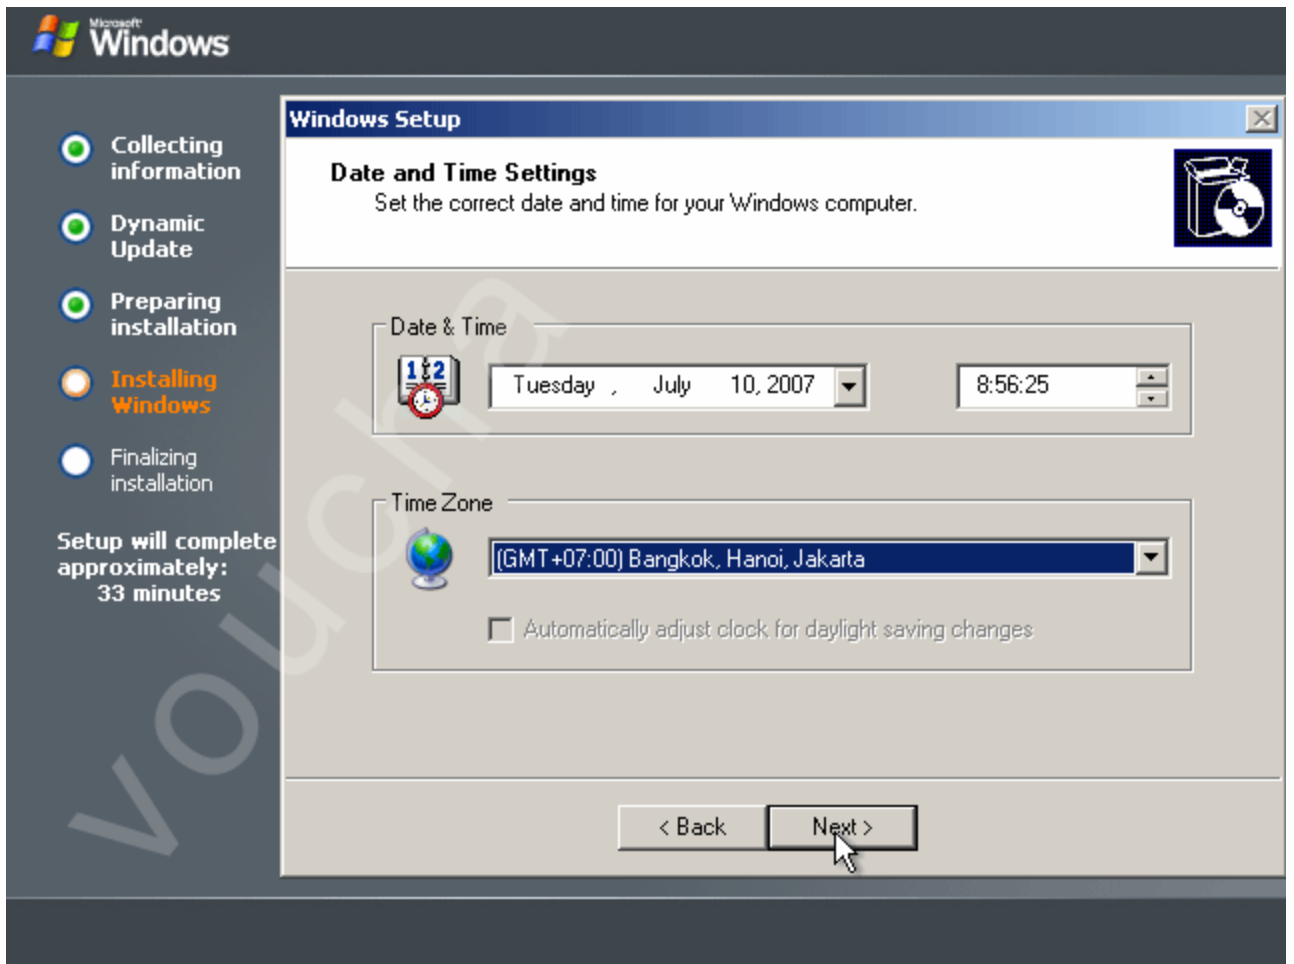 Microsoft
Windows
Collecting
information
Dynamic
Update
Preparing
installation
Installing
Windows
Finalizing
installation
Setup will complete
approximately:
33 minutes
Windows Setup
Date and Time Settings
Set the correct date and time for your Windows computer.
Date & Time
12
Tuesday , July 10, 2007
8:56:25
Time Zone
(GMT+07:00) Bangkok, Hanoi, Jakarta
Automatically adjust clock for daylight saving changes
< Back
Next >
voucha